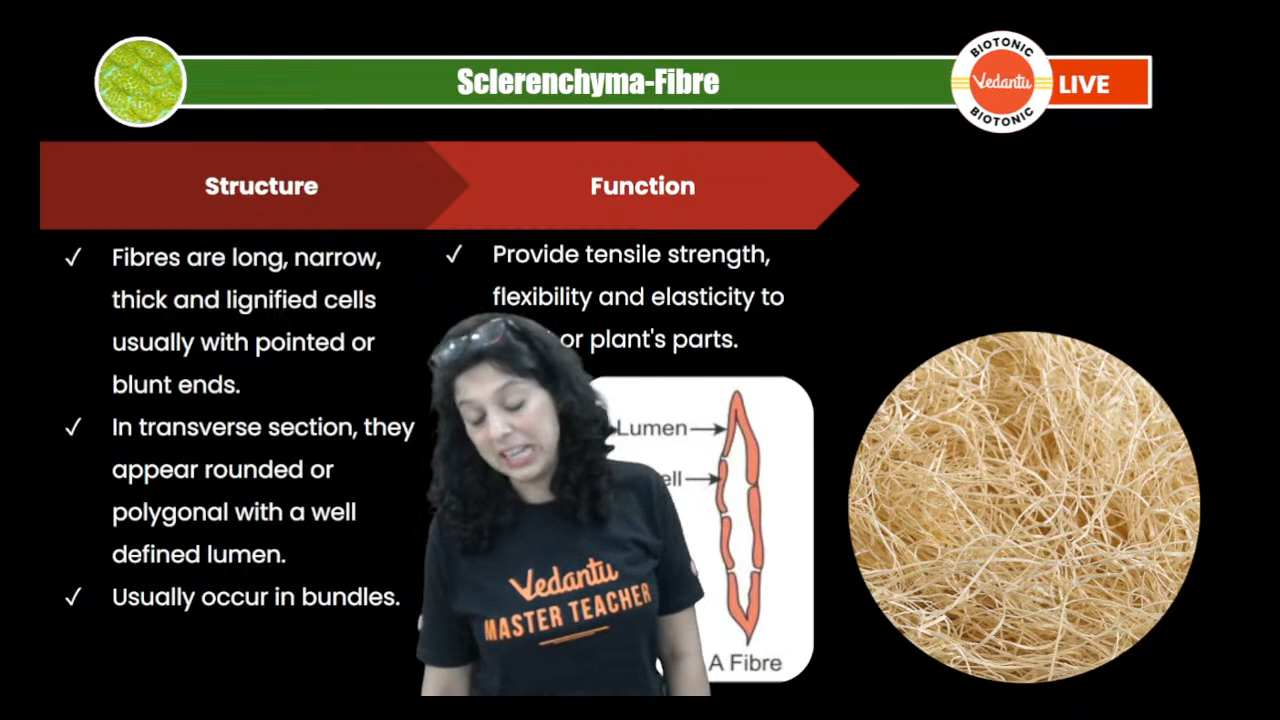 Sclerenchyma-Fibre
BIOTONIC
Vedantu
BIOTONIC
LIVE
Structure
Function
✓ Fibres are long, narrow,
thick and lignified cells
usually with pointed or
blunt ends.
✓ In transverse section, they
appear rounded or
polygonal with a well
defined lumen.
✓ Usually occur in bundles.
✓ Provide tensile strength,
flexibility and elasticity to
or plant's parts.
Lumen
A Fibre
Vedantu
MASTER TEACHER